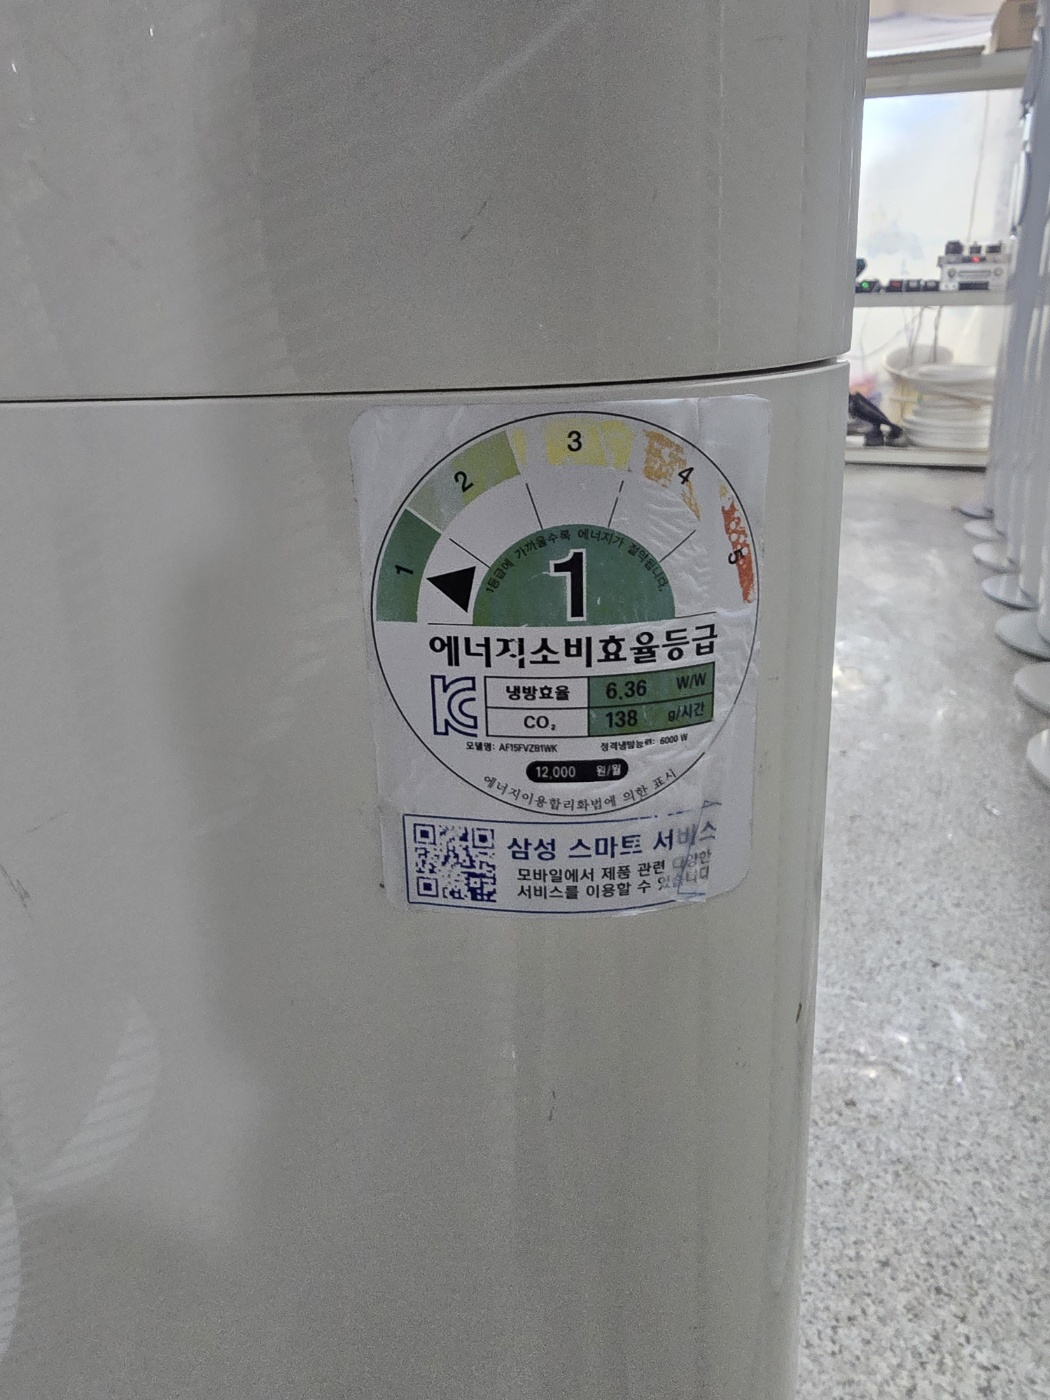 1 2 3 4 5
1등급에 가까울수록 에너지가 절약됩니다.
1
에너지소비효율등급
냉방효율 6.36 W/W
CO₂ 138 g/시간
모델명: AF15FVZB1WK 정격냉방능력: 6000 W
12,000 원/월
에너지이용합리화법에 의한 표시
삼성 스마트 서비스
모바일에서 제품 관련 다양한
서비스를 이용할 수 있습니다